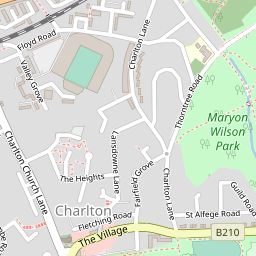 Floyd Road
Charlton Lane
Valley Grove
Thorntree Road
Maryon
Wilson
Park
Charlton Church Lane
Lansdowne Lane
The Heights
Fairfield Grove
Charlton Lane
Guild Road
Charlton
St Alfege Road
Fletching Road
The Village
B210